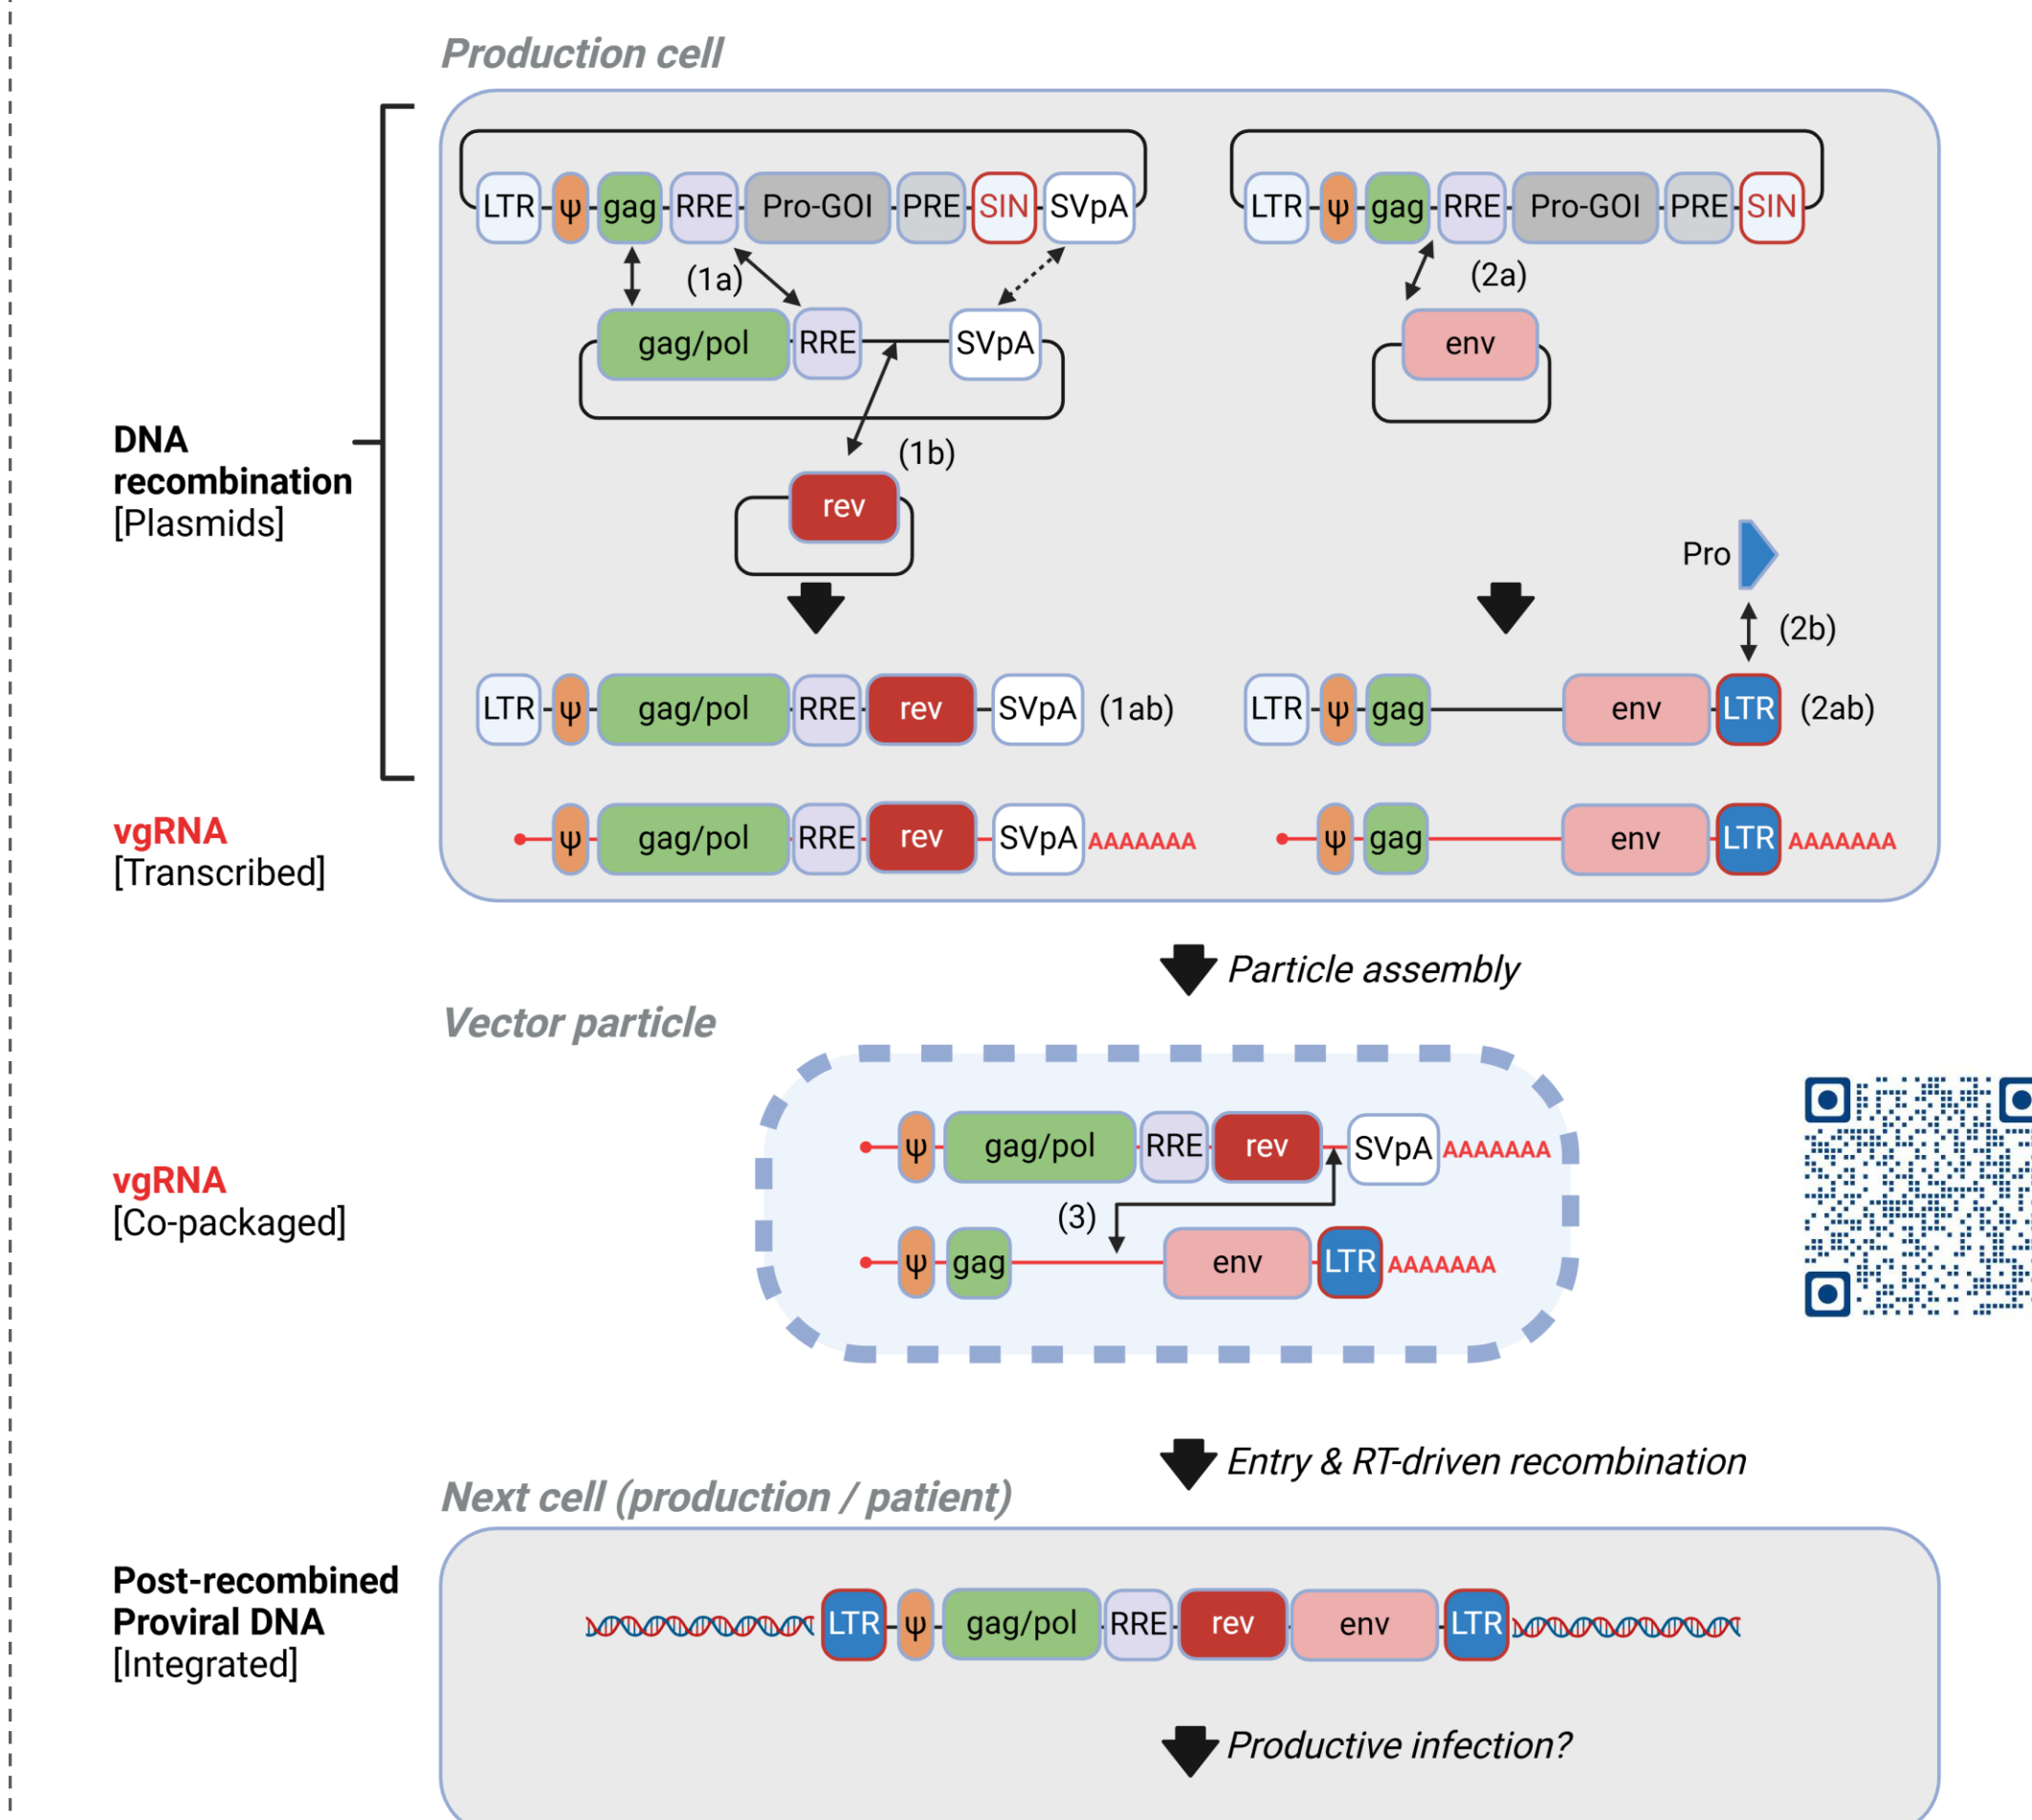 Production cell
LTR ψ gag RRE Pro-GOI PRE SIN SVpA
LTR ψ gag RRE Pro-GOI PRE SIN
(1a)
(2a)
gag/pol RRE SVpA
env
DNA
recombination
[Plasmids]
(1b)
rev
Pro
(2b)
LTR ψ gag/pol RRE rev SVpA (1ab)
LTR ψ gag env LTR (2ab)
vgRNA
[Transcribed]
ψ gag/pol RRE rev SVpA AAAAAAA
ψ gag env LTR AAAAAAA
Particle assembly
Vector particle
vgRNA
[Co-packaged]
ψ gag/pol RRE rev SVpA AAAAAAA
(3)
ψ gag env LTR AAAAAAA
Entry & RT-driven recombination
Next cell (production / patient)
Post-recombined
Proviral DNA
[Integrated]
LTR ψ gag/pol RRE rev env LTR
Productive infection?